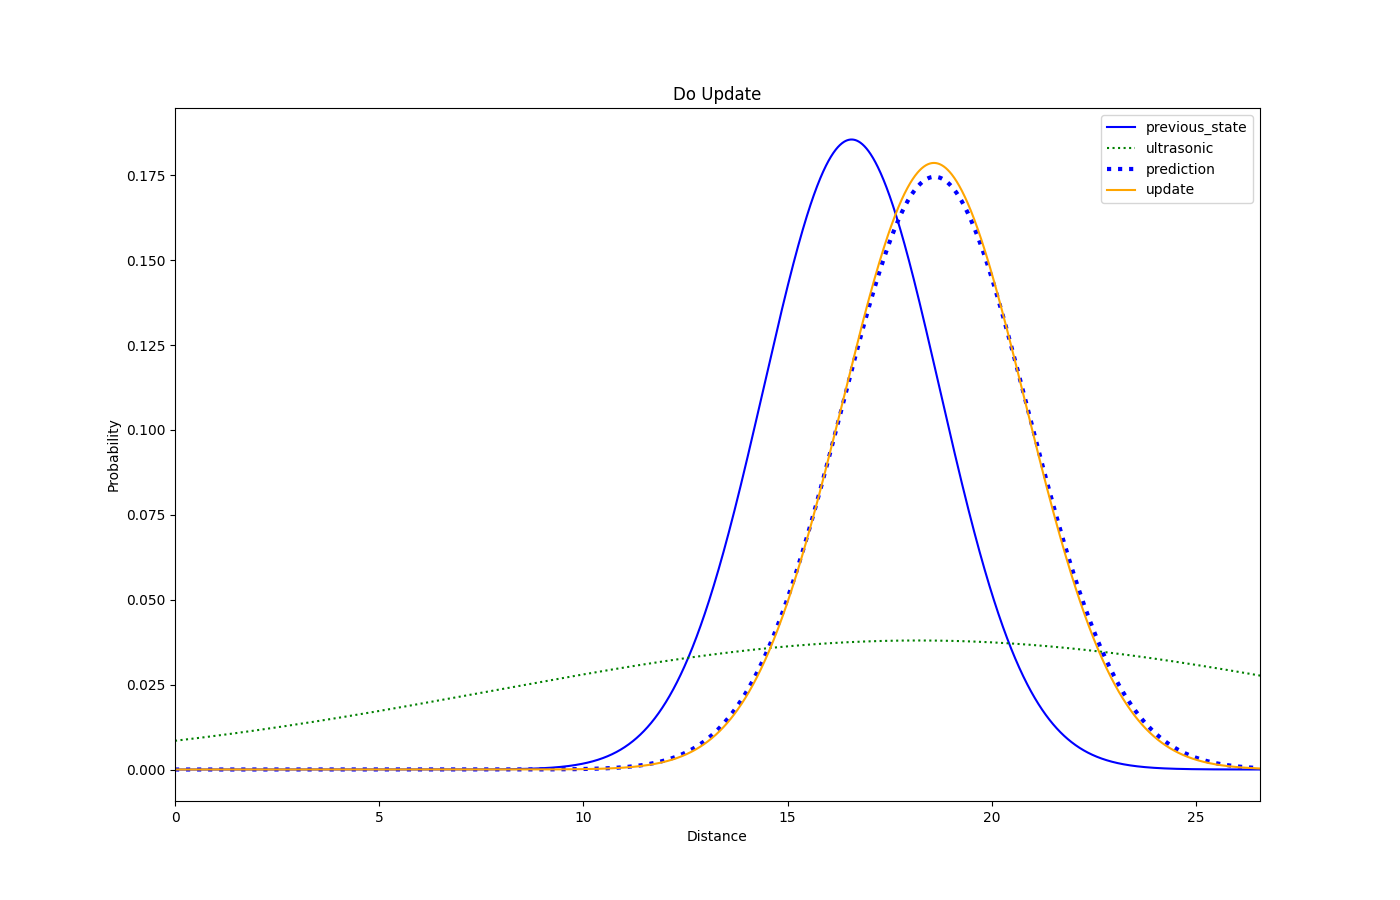 Do Update
previous_state
ultrasonic
prediction
update
0.175
0.150
0.125
0.100
0.075
0.050
0.025
0.000
Probability
0 5 10 15 20 25
Distance